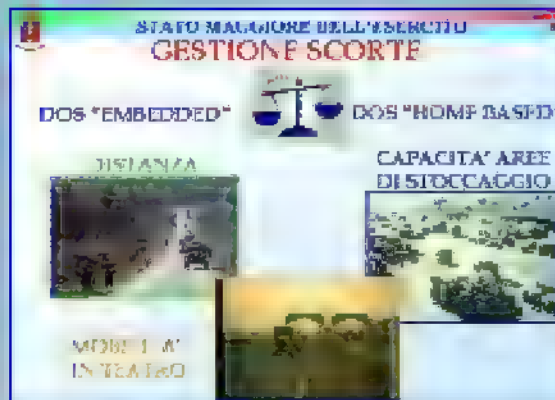 STATO MAGGIORE DELL'ESERCITO
GESTIONE SCORTE
DOS "EMBEDDED"
DOS "HOME BASED"
DISTANZA
CAPACITA' AREE
DI STOCCAGGIO
MOBILITA'
IN TEATRO